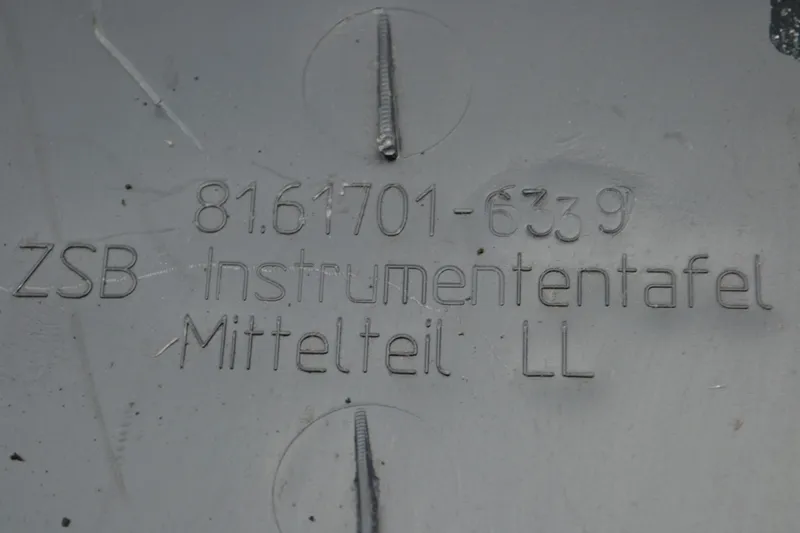 81.61701-6339
ZSB Instrumententafel
Mittelteil LL